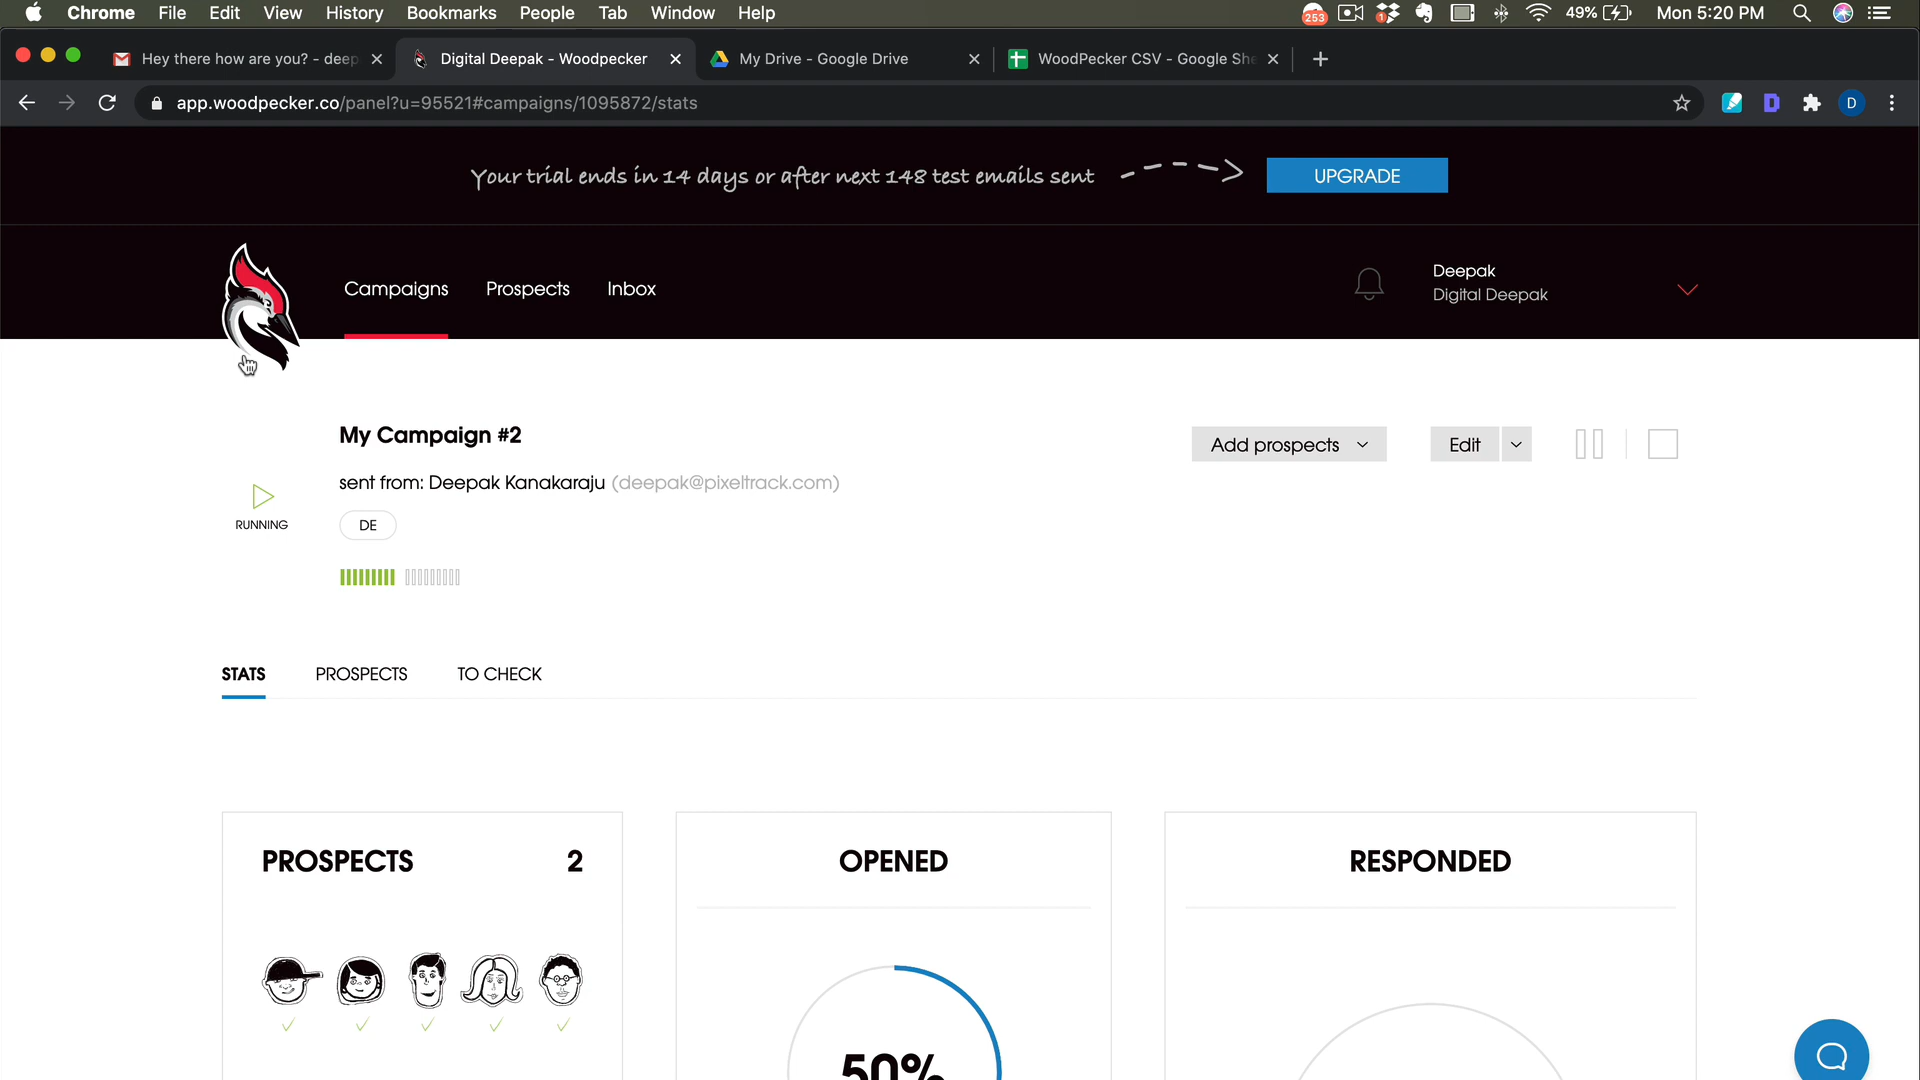 Chrome File Edit View History Bookmarks People Tab Window Help
253 1 49% Mon 5:20 PM
Hey there how are you? - deep
Digital Deepak - Woodpecker
My Drive - Google Drive
WoodPecker CSV - Google She
app.woodpecker.co/panel?u=95521#campaigns/1095872/stats
D D
Your trial ends in 14 days or after next 148 test emails sent
UPGRADE
Campaigns Prospects Inbox
Deepak
Digital Deepak
My Campaign #2
Add prospects
Edit
sent from: Deepak Kanakaraju (deepak@pixeltrack.com)
RUNNING
DE
STATS PROSPECTS TO CHECK
PROSPECTS 2
OPENED
RESPONDED
50%